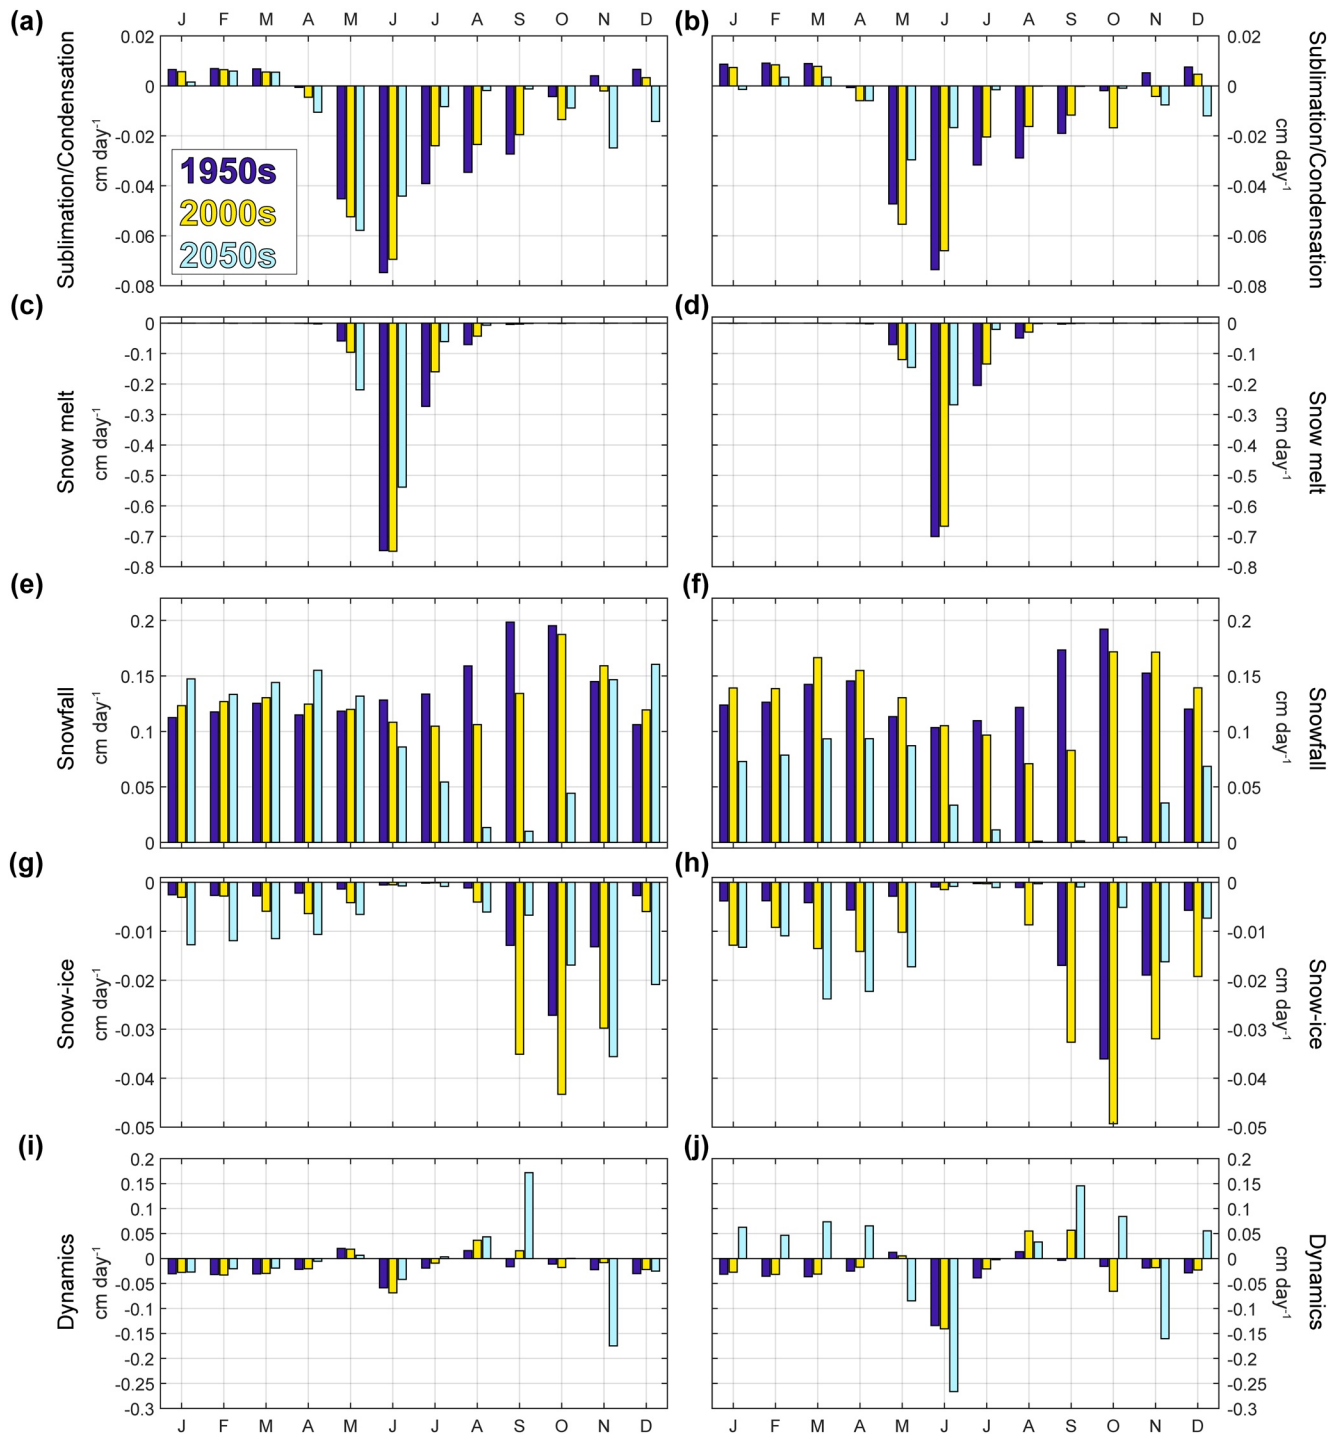 (a) J F M A M J J A S O N D (b) J F M A M J J A S O N D
Sublimation/Condensation
cm day-1
0.02
0
-0.02
-0.04
-0.06
-0.08
1950s
2000s
2050s
0.02
0
-0.02
-0.04
-0.06
-0.08
cm day-1
Sublimation/Condensation
(c)
Snow melt
cm day-1
0
-0.1
-0.2
-0.3
-0.4
-0.5
-0.6
-0.7
-0.8
(d)
0
-0.1
-0.2
-0.3
-0.4
-0.5
-0.6
-0.7
-0.8
cm day-1
Snow melt
(e)
Snowfall
cm day-1
0.2
0.15
0.1
0.05
0
(f)
0.2
0.15
0.1
0.05
0
cm day-1
Snowfall
(g)
Snow-ice
cm day-1
0
-0.01
-0.02
-0.03
-0.04
-0.05
(h)
0
-0.01
-0.02
-0.03
-0.04
-0.05
cm day-1
Snow-ice
(i)
Dynamics
cm day-1
0.2
0.15
0.1
0.05
0
-0.05
-0.1
-0.15
-0.2
-0.25
-0.3
(j)
0.2
0.15
0.1
0.05
0
-0.05
-0.1
-0.15
-0.2
-0.25
-0.3
cm day-1
Dynamics
J F M A M J J A S O N D J F M A M J J A S O N D